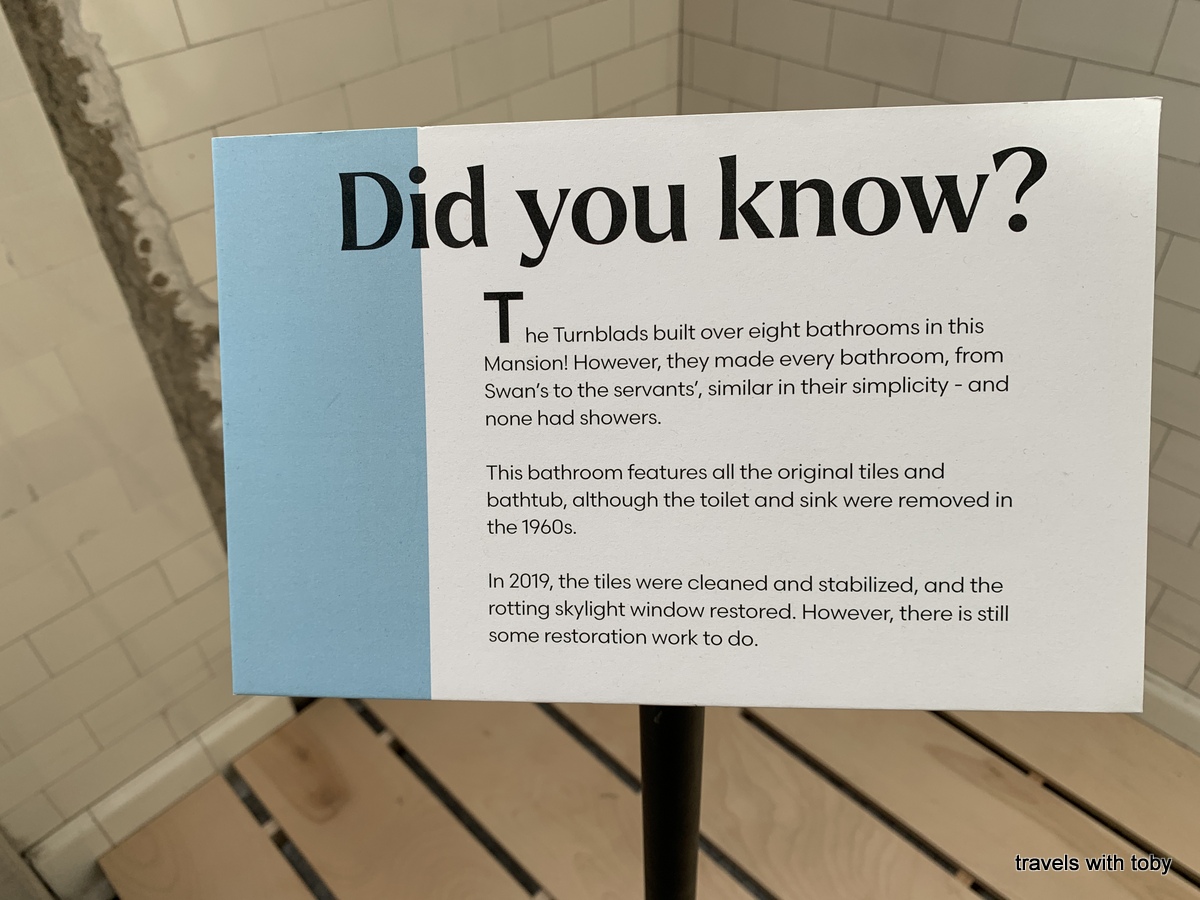 Did you know?
The Turnblads built over eight bathrooms in this
Mansion! However, they made every bathroom, from
Swan's to the servants', similar in their simplicity - and
none had showers.
This bathroom features all the original tiles and
bathtub, although the toilet and sink were removed in
the 1960s.
In 2019, the tiles were cleaned and stabilized, and the
rotting skylight window restored. However, there is still
some restoration work to do.
travels with toby